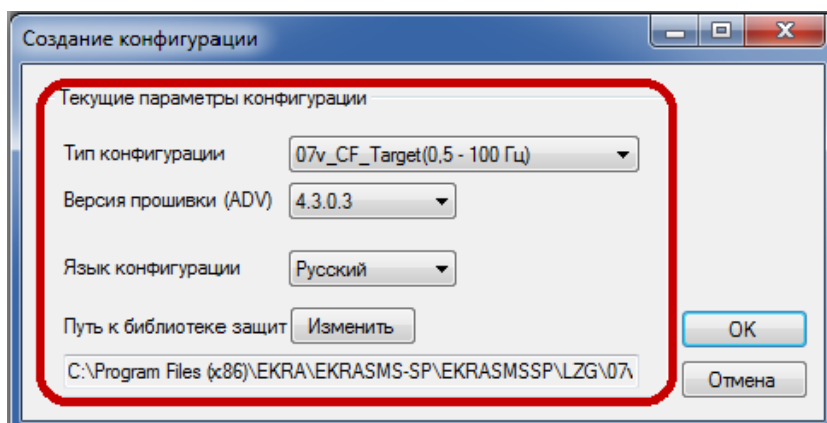 Создание конфигурации
Текущие параметры конфигурации
Тип конфигурации 07v_CF_Target(0,5 - 100 Гц)
Версия прошивки (ADV) 4.3.0.3
Язык конфигурации Русский
Путь к библиотеке защит Изменить
OK
C:\Program Files (x86)\EKRA\EKRASMS-SP\EKRASMSSP\LZG\07v
Отмена